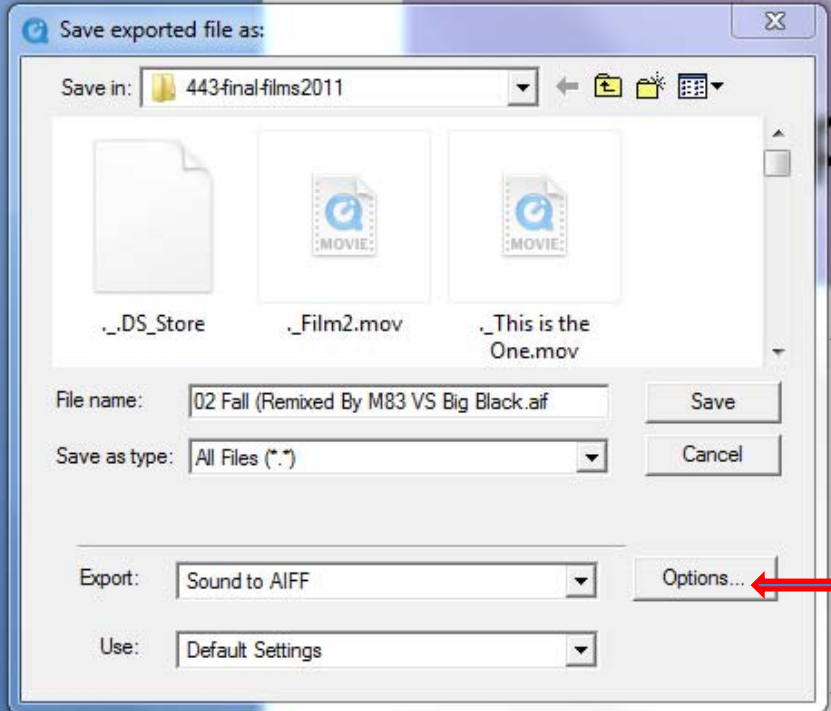 Save exported file as:
Save in: 443-final-films2011
MOVIE MOVIE
._.DS_Store ._Film2.mov ._This is the
One.mov
File name: 02 Fall (Remixed By M83 VS Big Black.aif Save
Save as type: All Files (*.*) Cancel
Export: Sound to AIFF Options...
Use: Default Settings